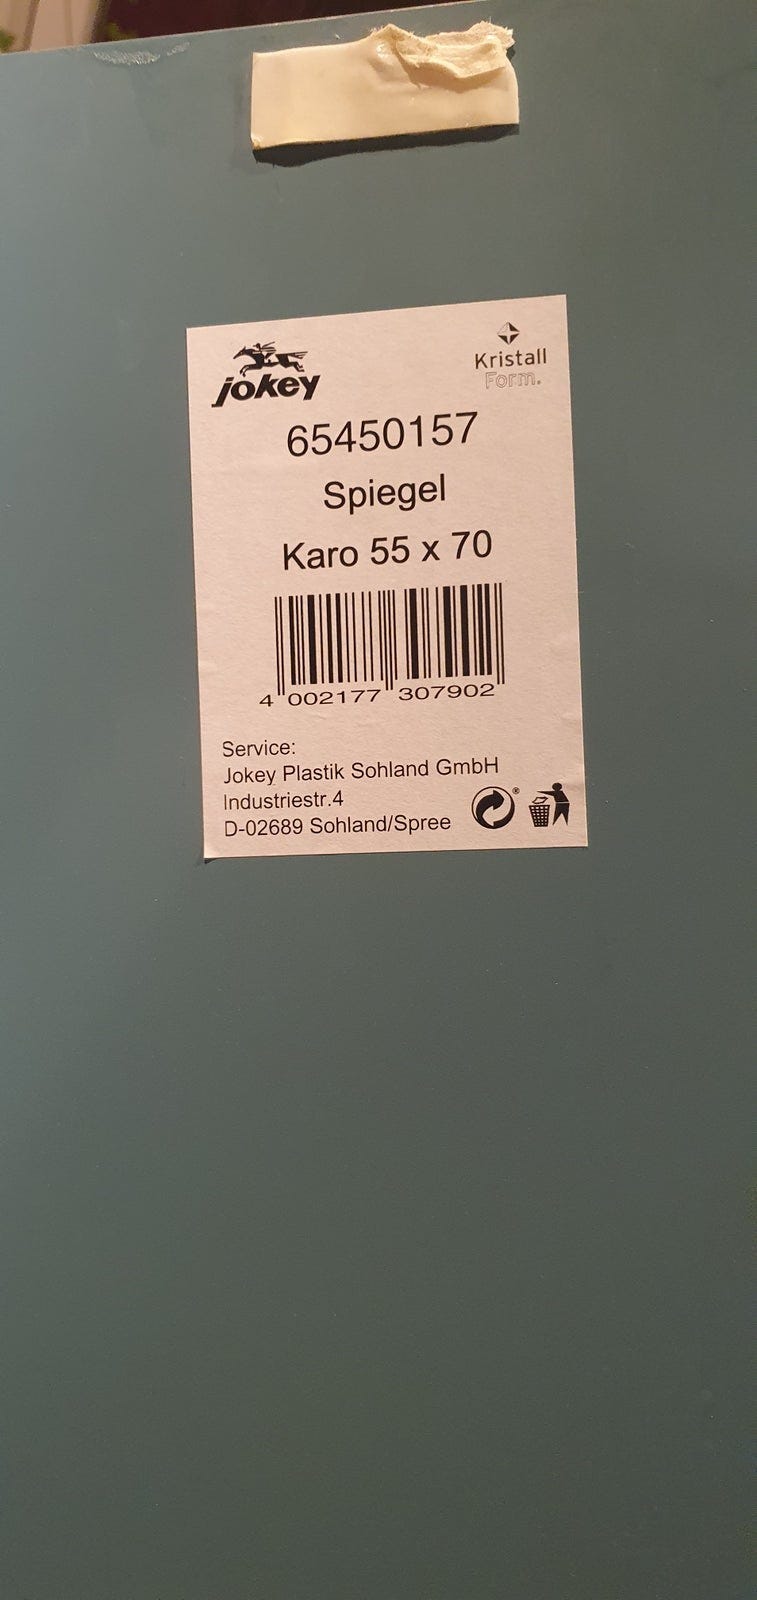 jokey
Kristall
Form.
65450157
Spiegel
Karo 55 x 70
4 002177 307902
Service:
Jokey Plastik Sohland GmbH
Industriestr.4
D-02689 Sohland/Spree